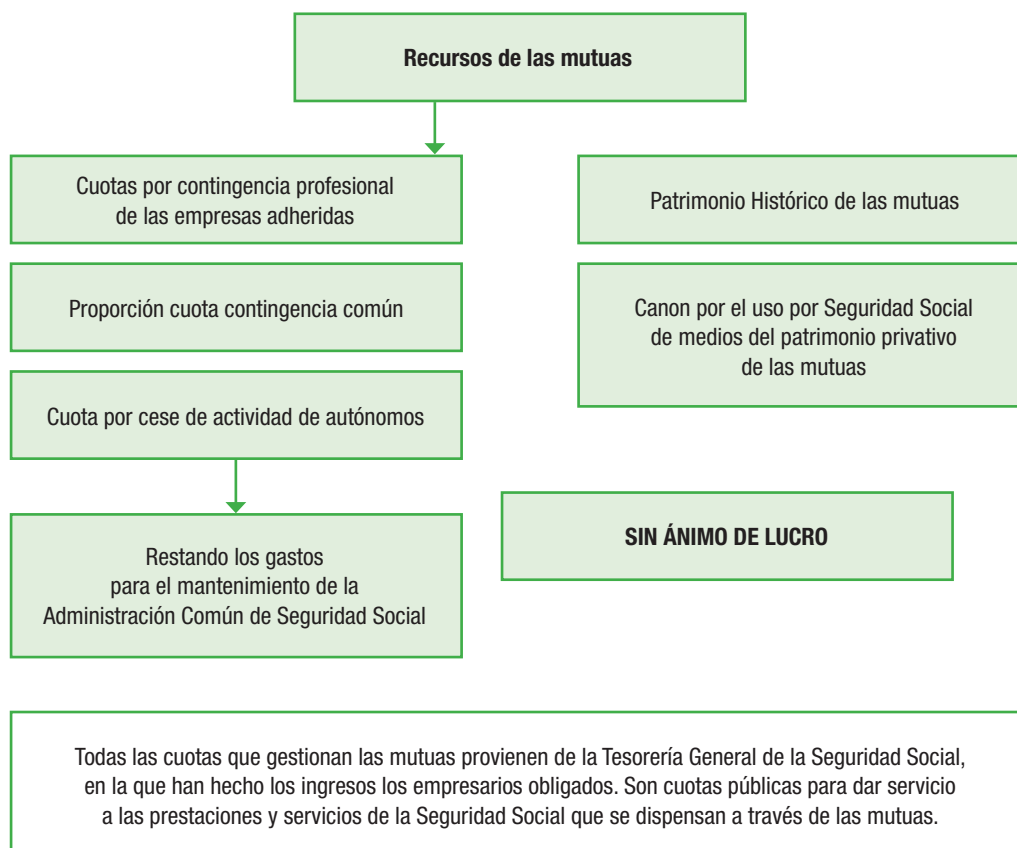 Recursos de las mutuas
Cuotas por contingencia profesional
de las empresas adheridas
Proporción cuota contingencia común
Cuota por cese de actividad de autónomos
Restando los gastos
para el mantenimiento de la
Administración Común de Seguridad Social
Patrimonio Histórico de las mutuas
Canon por el uso por Seguridad Social
de medios del patrimonio privativo
de las mutuas
SIN ÁNIMO DE LUCRO
Todas las cuotas que gestionan las mutuas provienen de la Tesorería General de la Seguridad Social,
en la que han hecho los ingresos los empresarios obligados. Son cuotas públicas para dar servicio
a las prestaciones y servicios de la Seguridad Social que se dispensan a través de las mutuas.